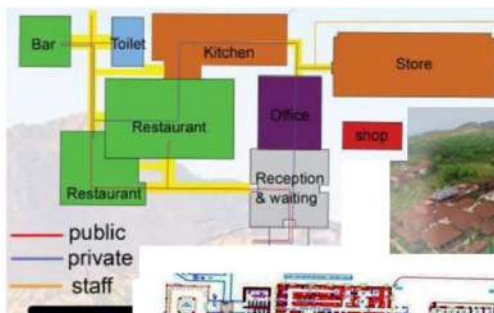 Bar
Toilet
Kitchen
Store
Restaurant
Office
shop
Restaurant
Reception
& waiting
public
private
staff